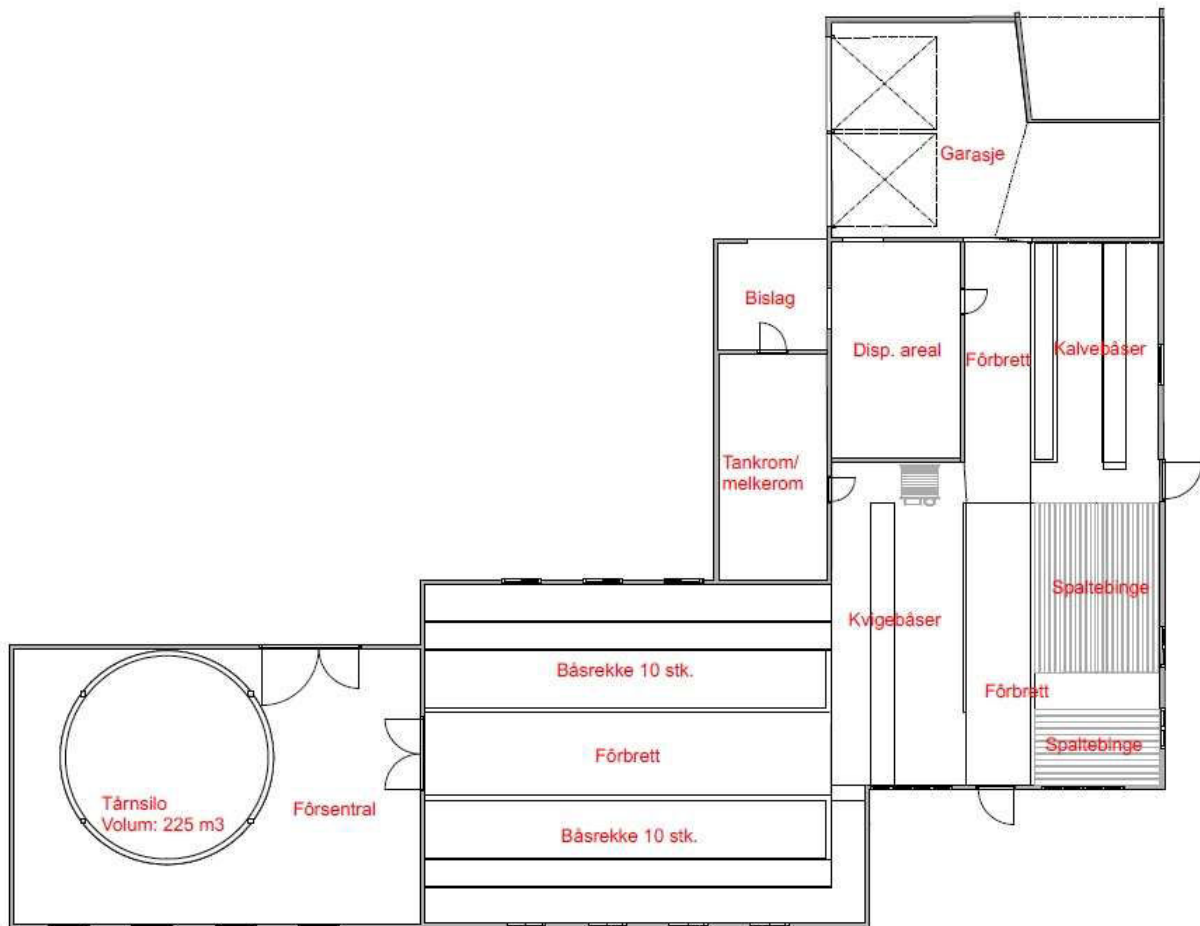 Garasje
Bislag
Disp. areal
Fôrbrett
Kalvebåser
Tankrom/
melkerom
Spaltebinge
Kvigebåser
Båsrekke 10 stk.
Fôrbrett
Spaltebinge
Fôrbrett
Tårnsilo
Volum: 225 m3
Fôrsentral
Båsrekke 10 stk.